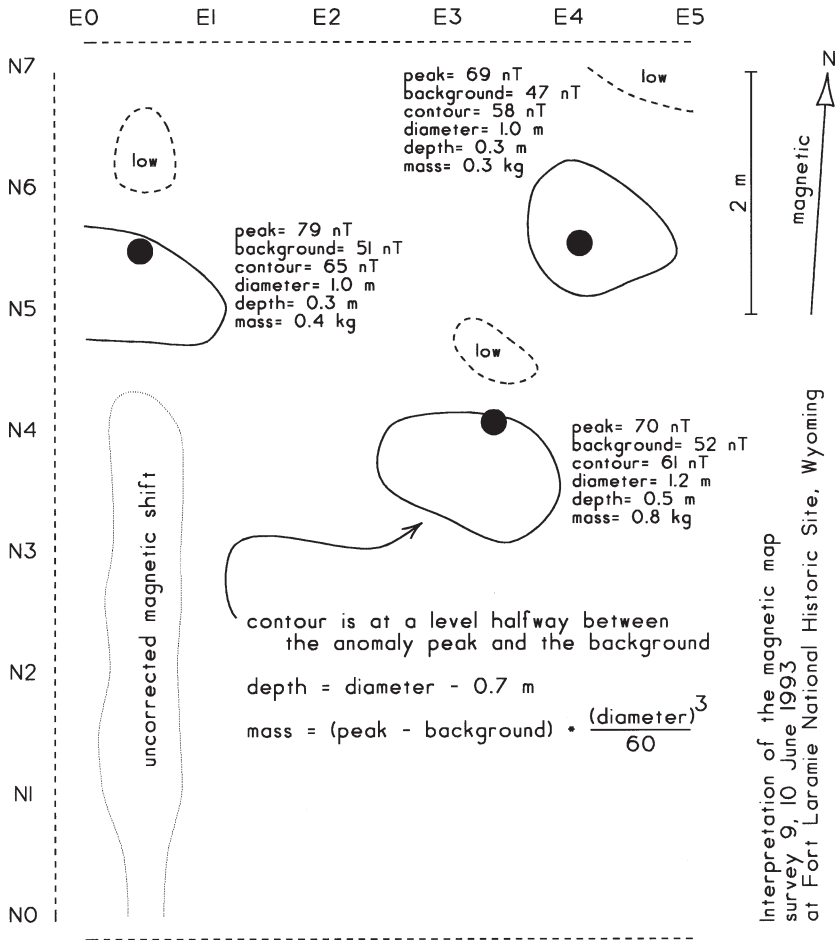 E0 E1 E2 E3 E4 E5
N7
N6
N5
N4
N3
N2
N1
N0
low
peak= 69 nT
background= 47 nT
contour= 58 nT
diameter= 1.0 m
depth= 0.3 m
mass= 0.3 kg
low
N
magnetic
2 m
peak= 79 nT
background= 51 nT
contour= 65 nT
diameter= 1.0 m
depth= 0.3 m
mass= 0.4 kg
low
peak= 70 nT
background= 52 nT
contour= 61 nT
diameter= 1.2 m
depth= 0.5 m
mass= 0.8 kg
uncorrected magnetic shift
contour is at a level halfway between
the anomaly peak and the background
depth = diameter - 0.7 m
mass = (peak - background) * (diameter)³
60
Interpretation of the magnetic map
survey 9, 10 June 1993
at Fort Laramie National Historic Site, Wyoming